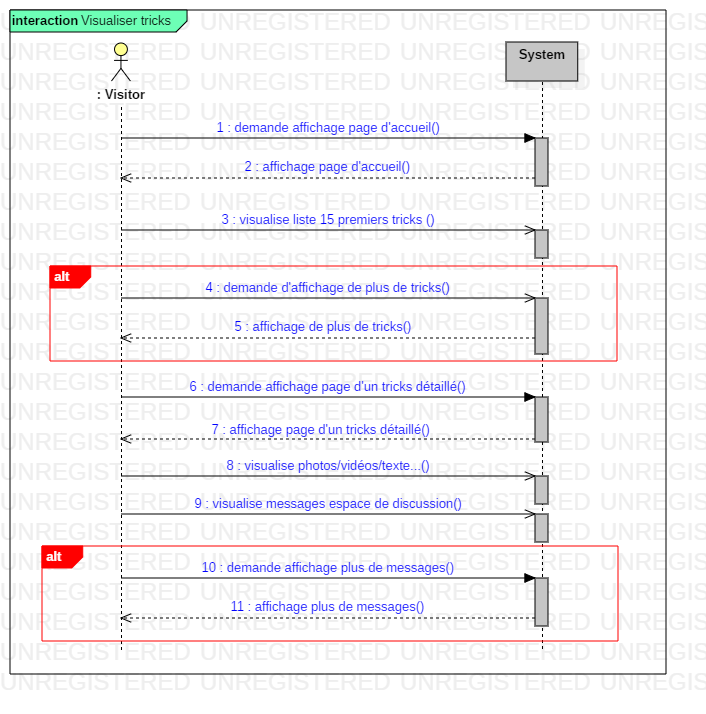 interaction Visualiser tricks
: Visitor
System
1 : demande affichage page d'accueil()
2 : affichage page d'accueil()
3 : visualise liste 15 premiers tricks ()
alt
4 : demande d'affichage de plus de tricks()
5 : affichage de plus de tricks()
6 : demande affichage page d'un tricks détaillé()
7 : affichage page d'un tricks détaillé()
8 : visualise photos/vidéos/texte...()
9 : visualise messages espace de discussion()
alt
10 : demande affichage plus de messages()
11 : affichage plus de messages()
UNREGISTERED UNREGISTERED UNREGISTERED UNREGIS